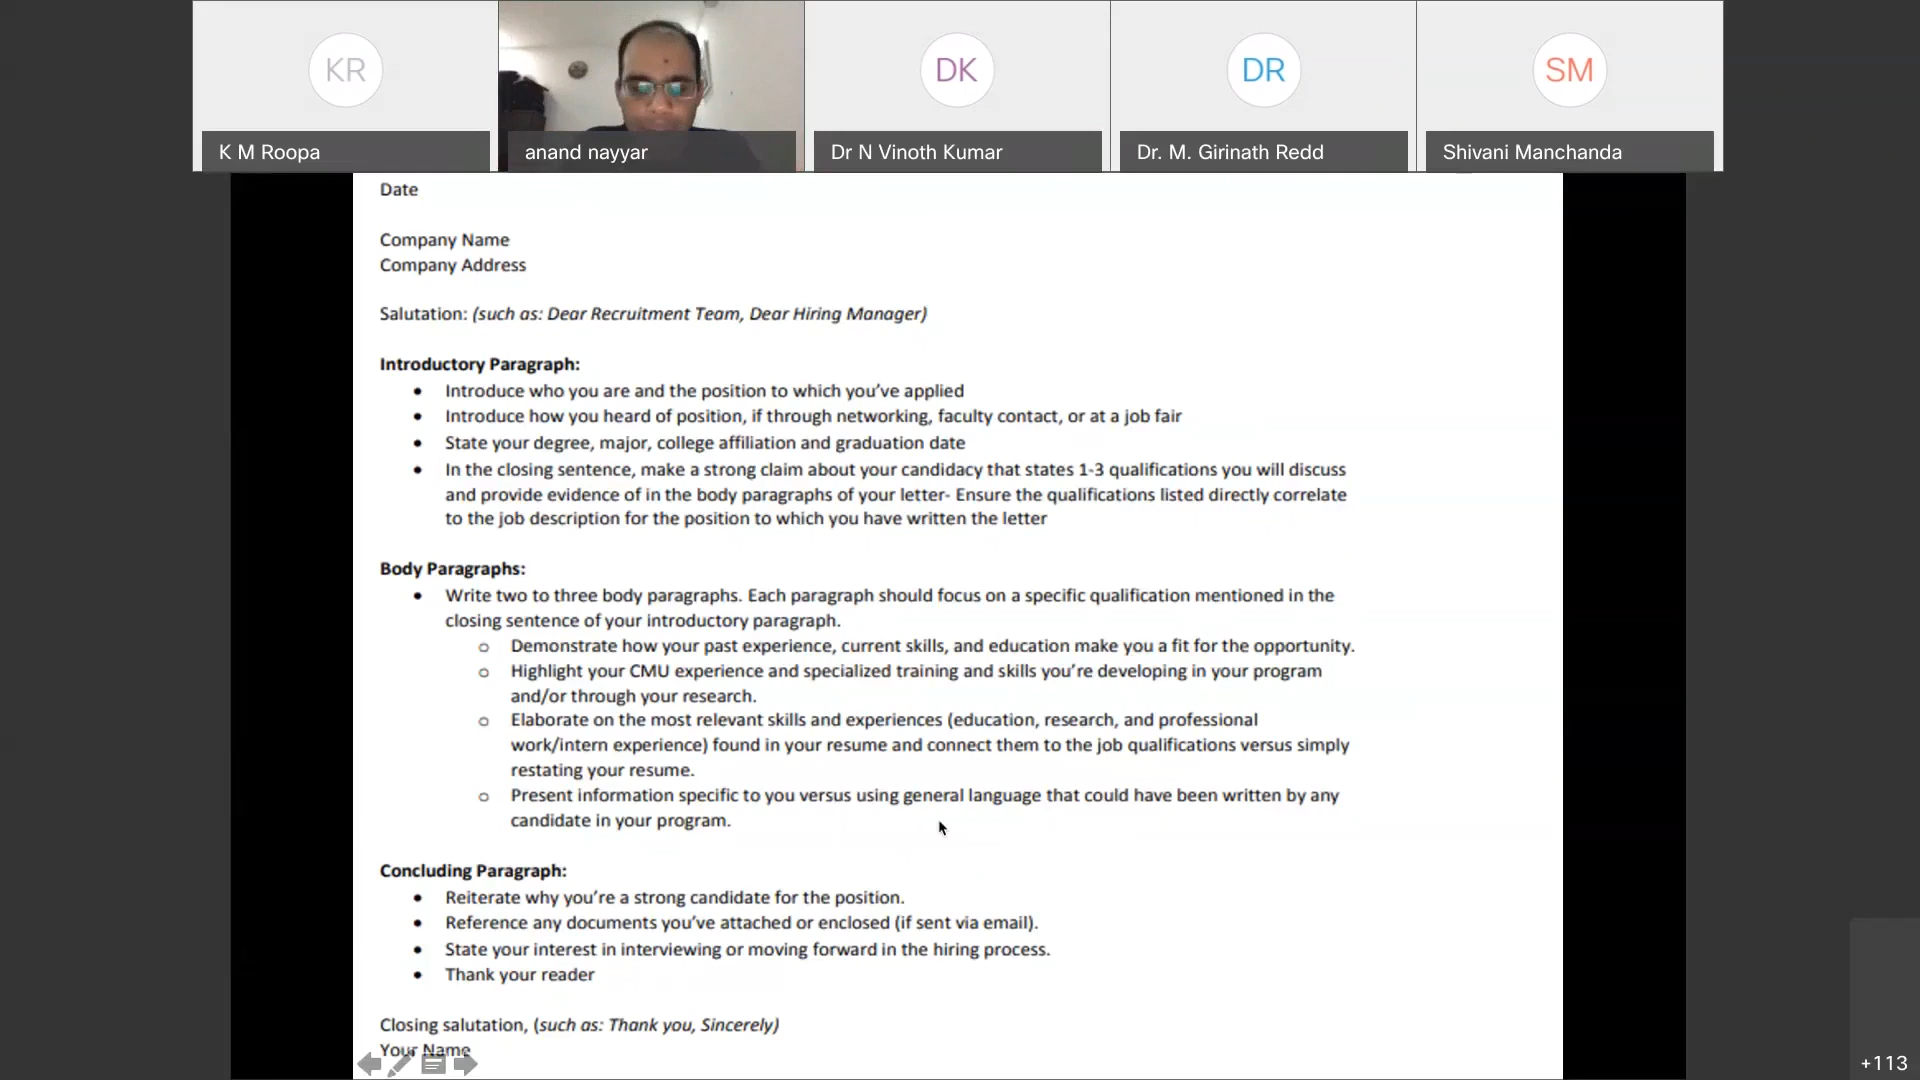 KR
DK
DR
SM
K M Roopa
anand nayyar
Dr N Vinoth Kumar
Dr. M. Girinath Redd
Shivani Manchanda
Date
Company Name
Company Address
Salutation: (such as: Dear Recruitment Team, Dear Hiring Manager)
Introductory Paragraph:
• Introduce who you are and the position to which you’ve applied
• Introduce how you heard of position, if through networking, faculty contact, or at a job fair
• State your degree, major, college affiliation and graduation date
• In the closing sentence, make a strong claim about your candidacy that states 1-3 qualifications you will discuss
and provide evidence of in the body paragraphs of your letter- Ensure the qualifications listed directly correlate
to the job description for the position to which you have written the letter
Body Paragraphs:
• Write two to three body paragraphs. Each paragraph should focus on a specific qualification mentioned in the
closing sentence of your introductory paragraph.
o Demonstrate how your past experience, current skills, and education make you a fit for the opportunity.
o Highlight your CMU experience and specialized training and skills you’re developing in your program
and/or through your research.
o Elaborate on the most relevant skills and experiences (education, research, and professional
work/intern experience) found in your resume and connect them to the job qualifications versus simply
restating your resume.
o Present information specific to you versus using general language that could have been written by any
candidate in your program.
Concluding Paragraph:
• Reiterate why you’re a strong candidate for the position.
• Reference any documents you’ve attached or enclosed (if sent via email).
• State your interest in interviewing or moving forward in the hiring process.
• Thank your reader
Closing salutation, (such as: Thank you, Sincerely)
Your Name
+113